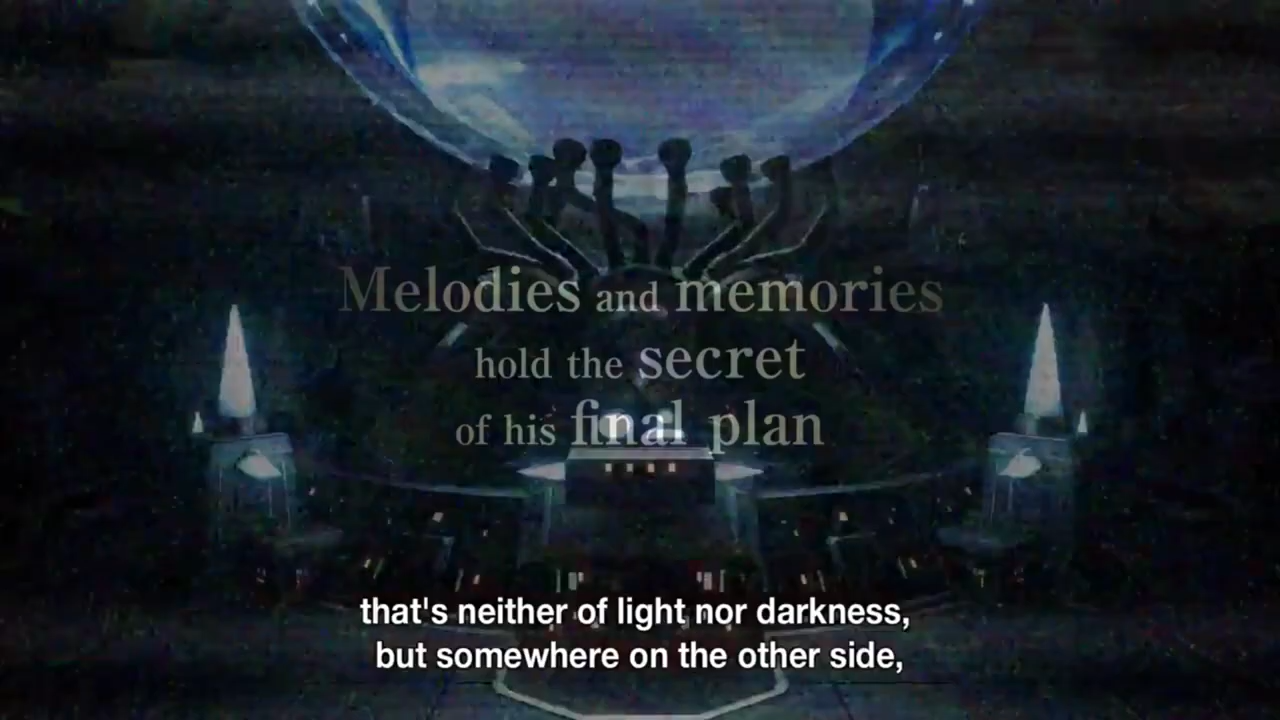 Melodies and memories
hold the secret
of his final plan
that's neither of light nor darkness,
but somewhere on the other side,